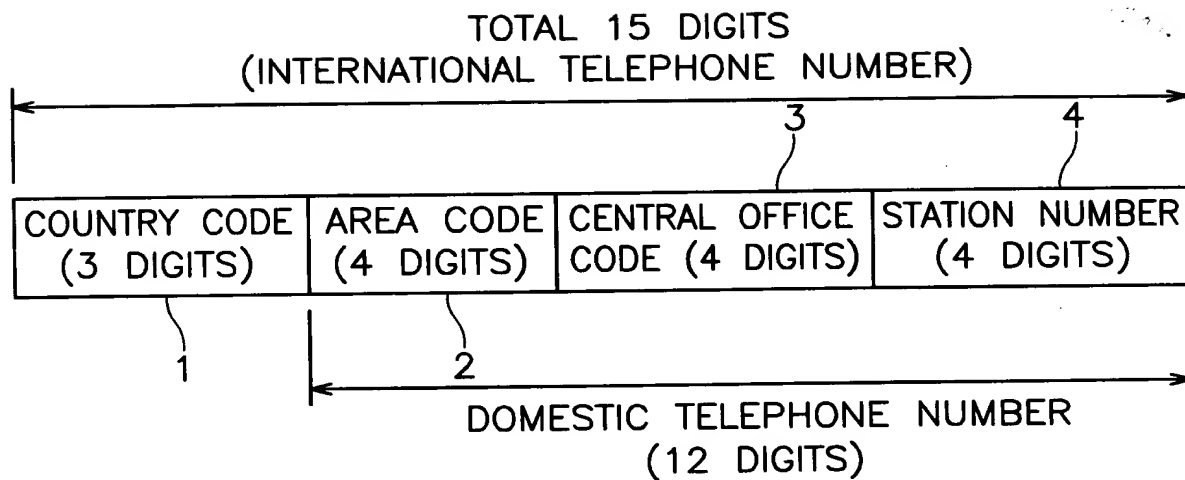 TOTAL 15 DIGITS
(INTERNATIONAL TELEPHONE NUMBER)
3
4
COUNTRY CODE
(3 DIGITS)
AREA CODE
(4 DIGITS)
CENTRAL OFFICE
CODE (4 DIGITS)
STATION NUMBER
(4 DIGITS)
1
2
DOMESTIC TELEPHONE NUMBER
(12 DIGITS)